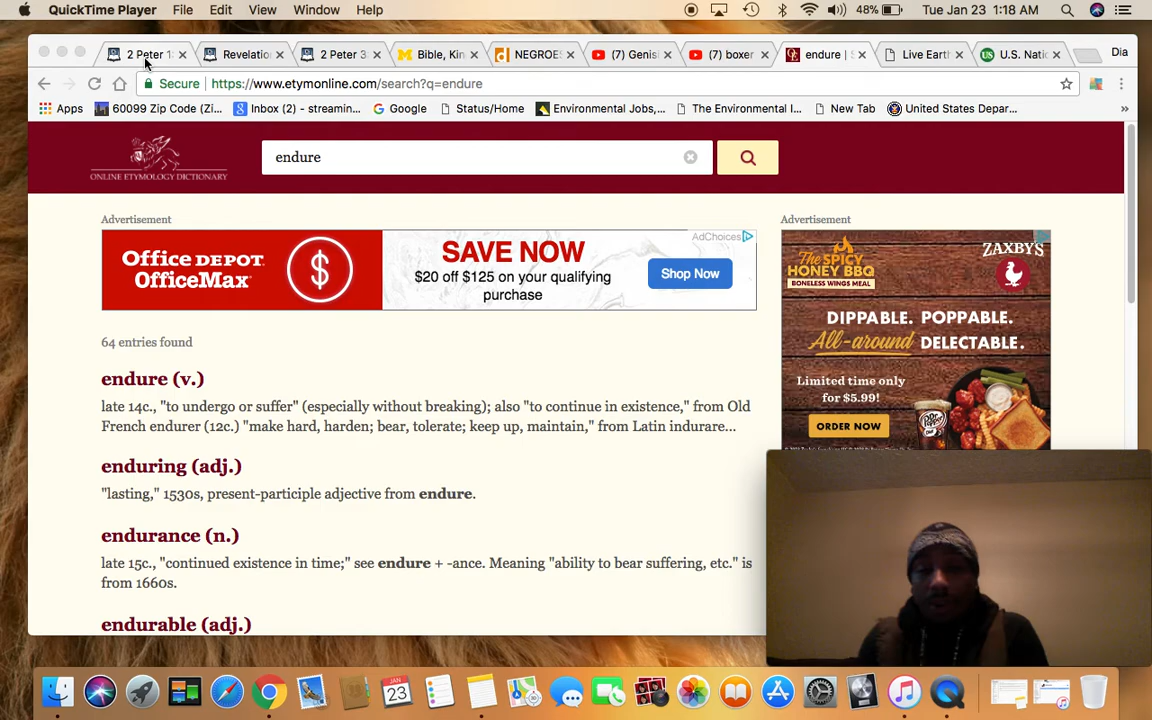 QuickTime Player File Edit View Window Help 48% Tue Jan 23 1:18 AM
2 Peter 1: Revelatio 2 Peter 3 Bible, Kin NEGROES (7) Genis (7) boxer endure | S Live Earth U.S. Natio Dia
Secure https://www.etymonline.com/search?q=endure
Apps 60099 Zip Code (Zi... Inbox (2) - streamin... Google Status/Home Environmental Jobs,... The Environmental I... New Tab United States Depar... »
ONLINE ETYMOLOGY DICTIONARY
endure
Advertisement
Advertisement
Office DEPOT
OfficeMax
$
SAVE NOW
$20 off $125 on your qualifying
purchase
Shop Now
AdChoices
The SPICY
HONEY BBQ
BONELESS WINGS MEAL
ZAXBY'S
DIPPABLE. POPPABLE.
All-around DELECTABLE.
Limited time only
for $5.99!
ORDER NOW
Dr Pepper
64 entries found
endure (v.)
late 14c., "to undergo or suffer" (especially without breaking); also "to continue in existence," from Old
French endurer (12c.) "make hard, harden; bear, tolerate; keep up, maintain," from Latin indurare...
enduring (adj.)
"lasting," 1530s, present-participle adjective from endure.
endurance (n.)
late 15c., "continued existence in time;" see endure + -ance. Meaning "ability to bear suffering, etc." is
from 1660s.
endurable (adj.)
JAN
23